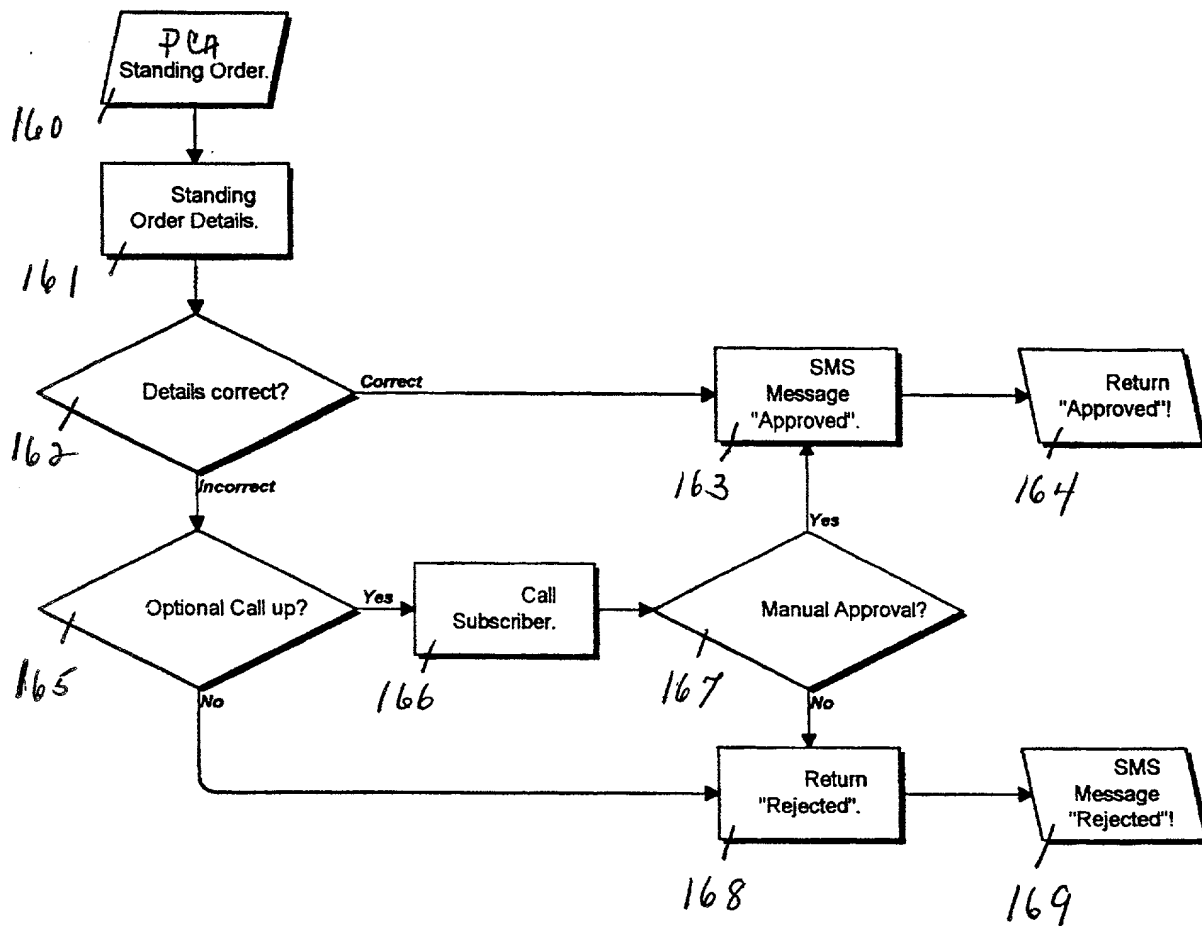 PCA
Standing Order.
160
Standing
Order Details.
161
Details correct?
Correct
SMS
Message
"Approved".
Return
"Approved"!
162
163
164
Incorrect
Yes
Optional Call up?
Yes
Call
Subscriber.
Manual Approval?
165
166
167
No
No
Return
"Rejected".
SMS
Message
"Rejected"!
168
169